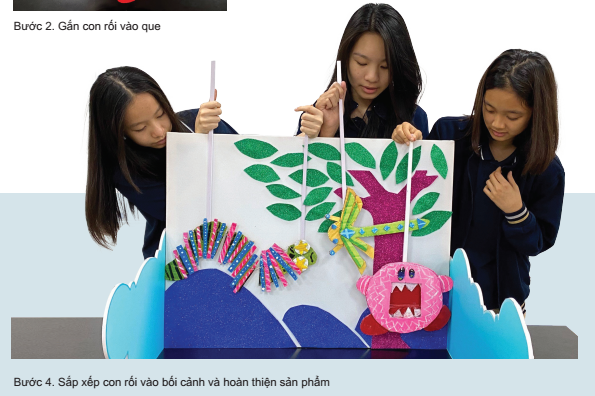 Bước 2. Gắn con rối vào que
Bước 4. Sắp xếp con rối vào bối cảnh và hoàn thiện sản phẩm